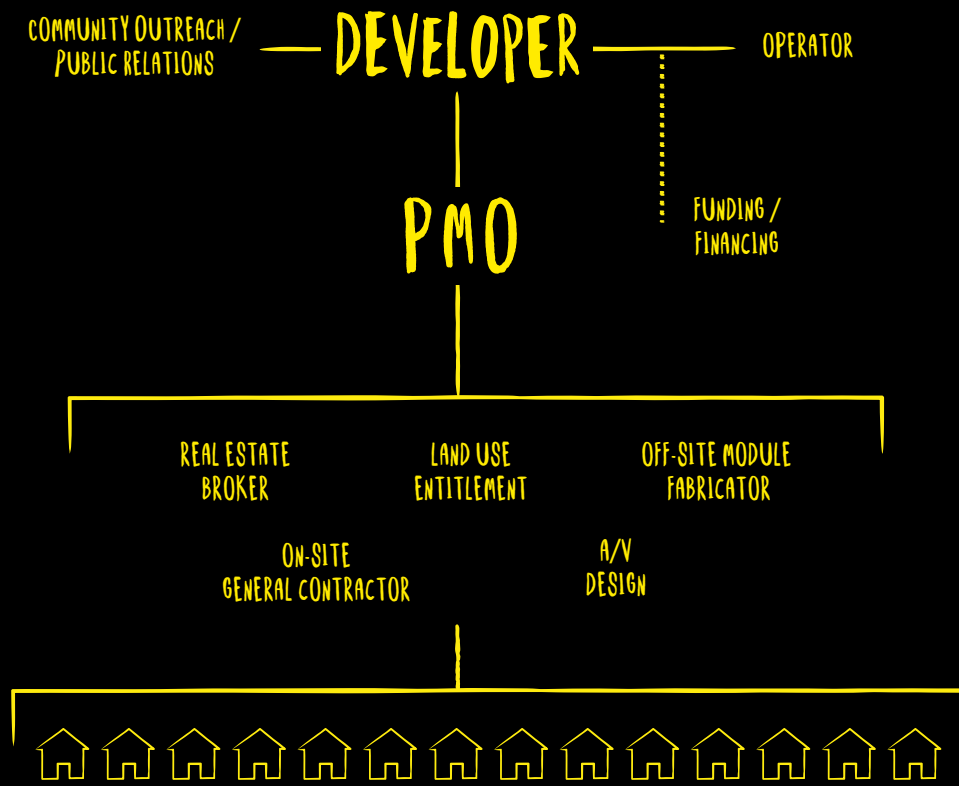 COMMUNITY OUTREACH /
PUBLIC RELATIONS
DEVELOPER
OPERATOR
PMO
FUNDING /
FINANCING
REAL ESTATE
BROKER
LAND USE
ENTITLEMENT
OFF-SITE MODULE
FABRICATOR
ON-SITE
GENERAL CONTRACTOR
A/V
DESIGN